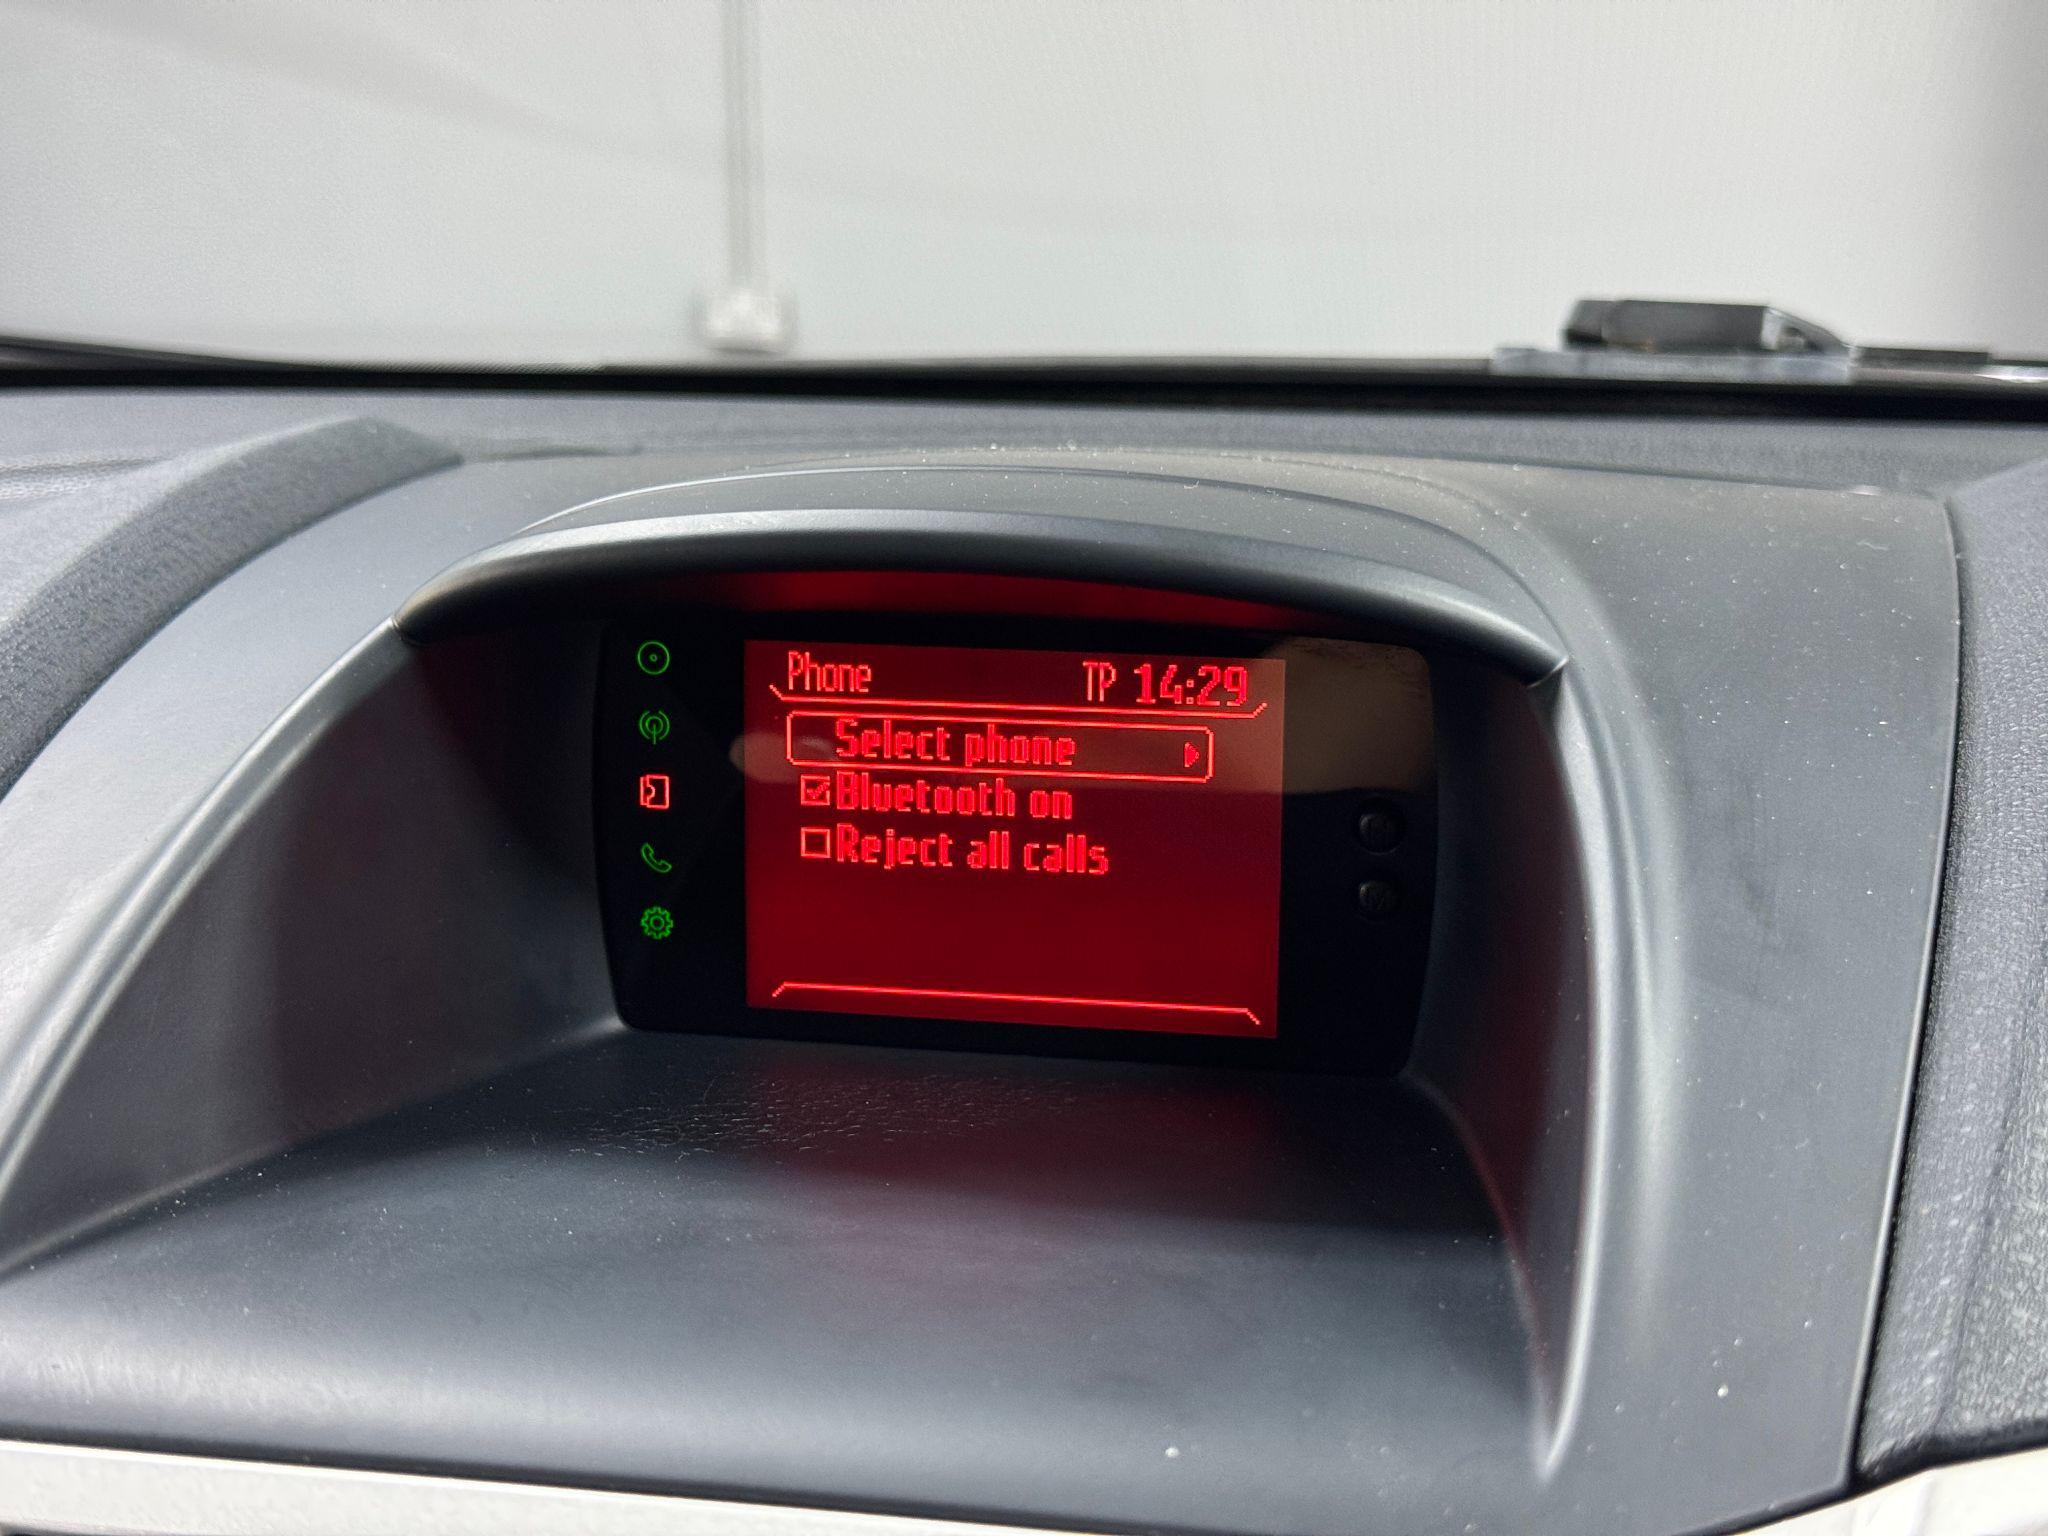 Phone TP 14:29
Select phone
Bluetooth on
Reject all calls